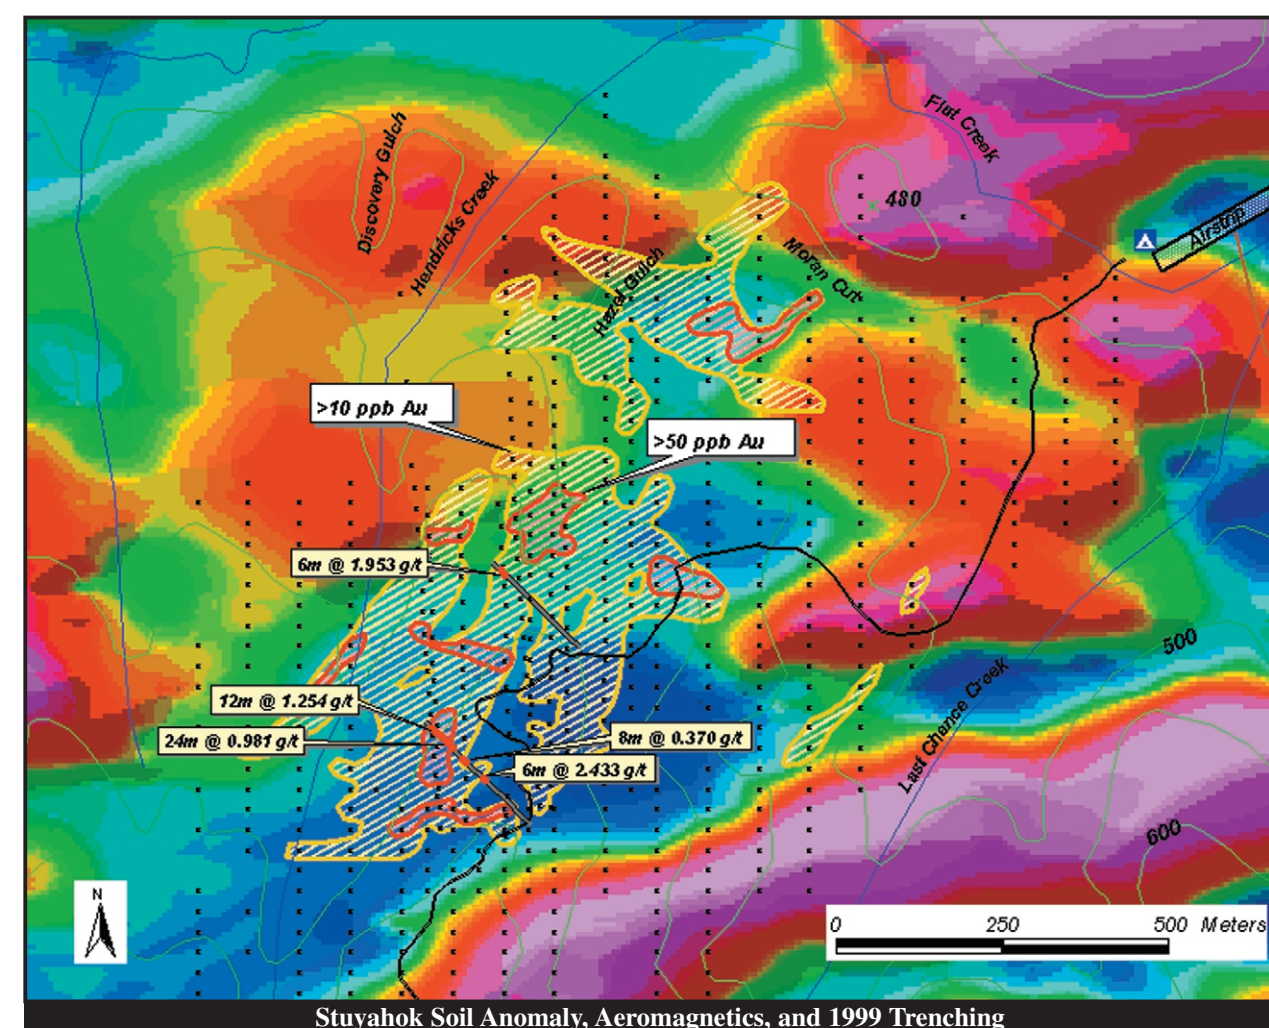 Flat Creek
Discovery Gulch
Hendricks Creek
480
Airstrip
Hazel Gulch
Moran Cut
>10 ppb Au
>50 ppb Au
6m @ 1.953 g/t
500
12m @ 1.254 g/t
24m @ 0.981 g/t
8m @ 0.370 g/t
6m @ 2.433 g/t
Last Chance Creek
600
N
0 250 500 Meters
Stuyahok Soil Anomaly, Aeromagnetics, and 1999 Trenching